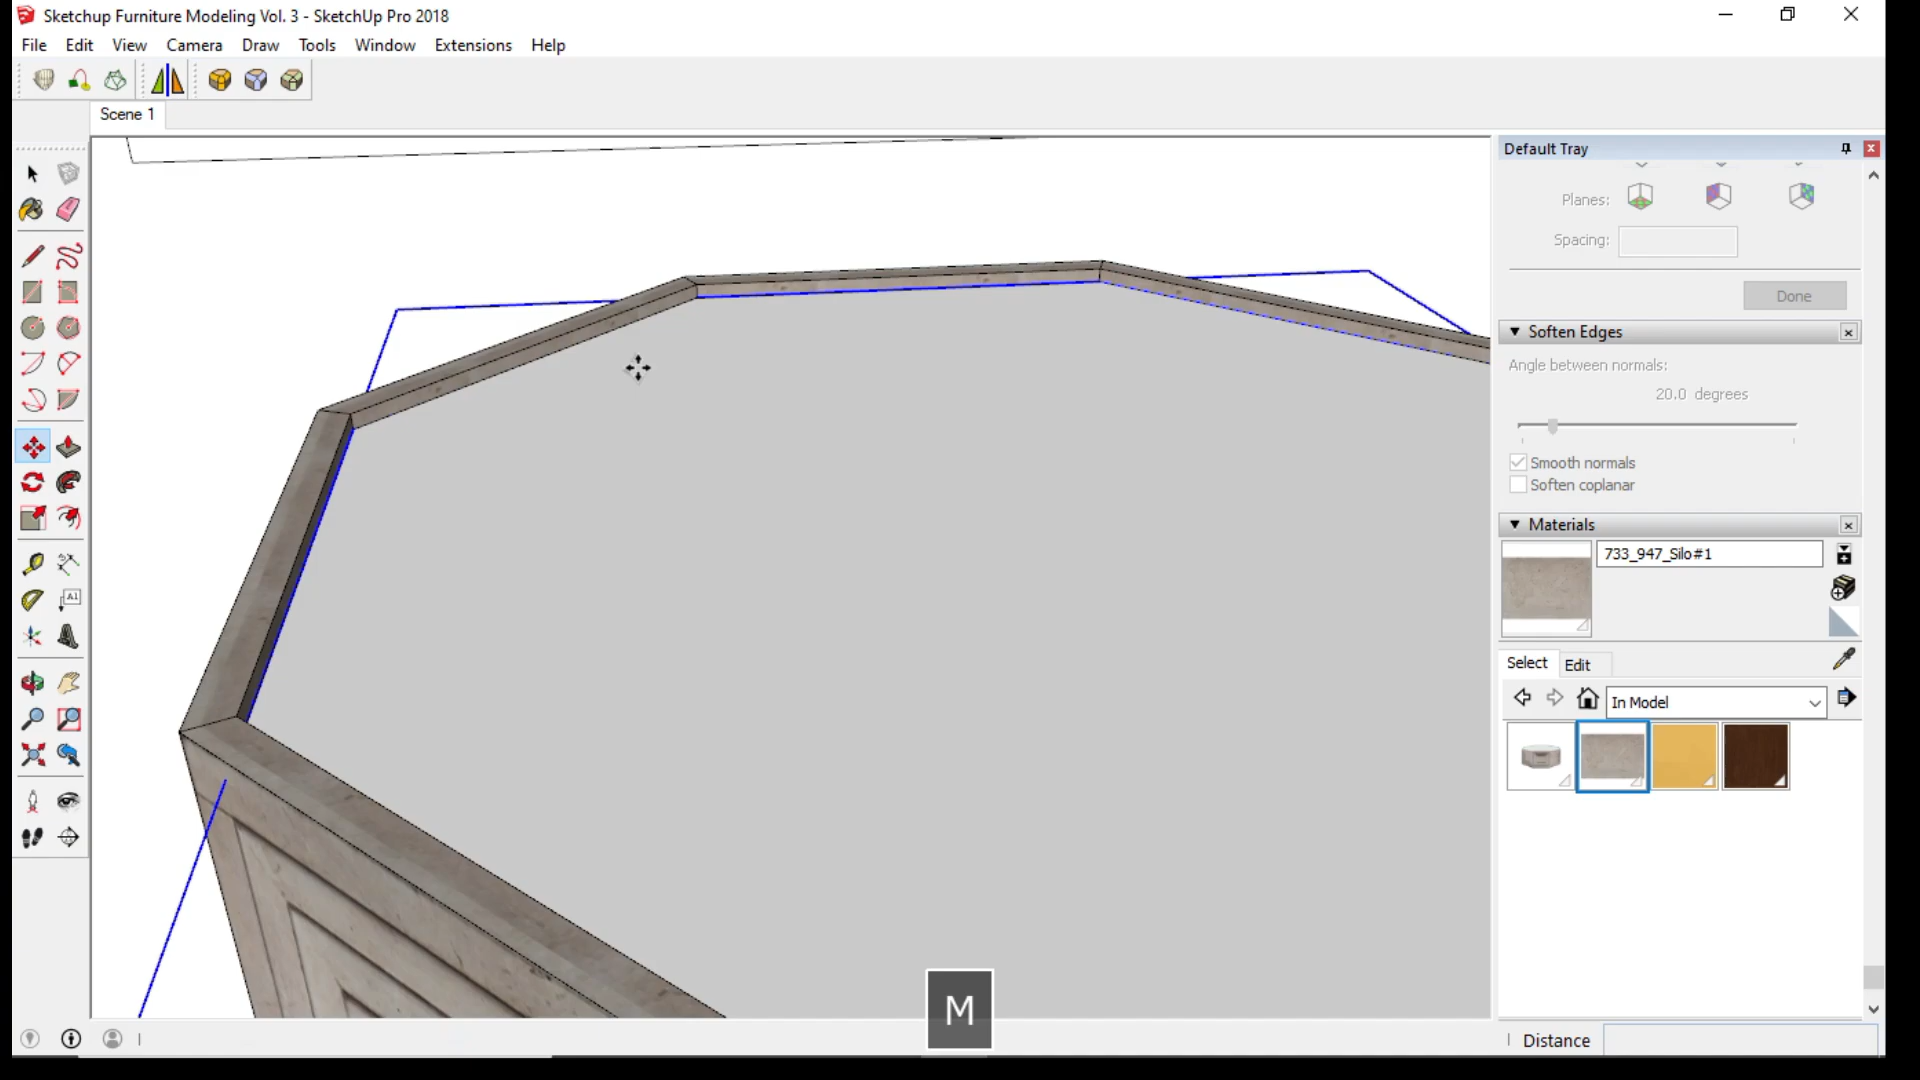 Sketchup Furniture Modeling Vol. 3 - SketchUp Pro 2018
File Edit View Camera Draw Tools Window Extensions Help
Scene 1
Default Tray
Planes:
Spacing:
Done
Soften Edges
Angle between normals:
20.0 degrees
Smooth normals
Soften coplanar
Materials
733_947_Silo#1
Select Edit
In Model
A1
M
Distance